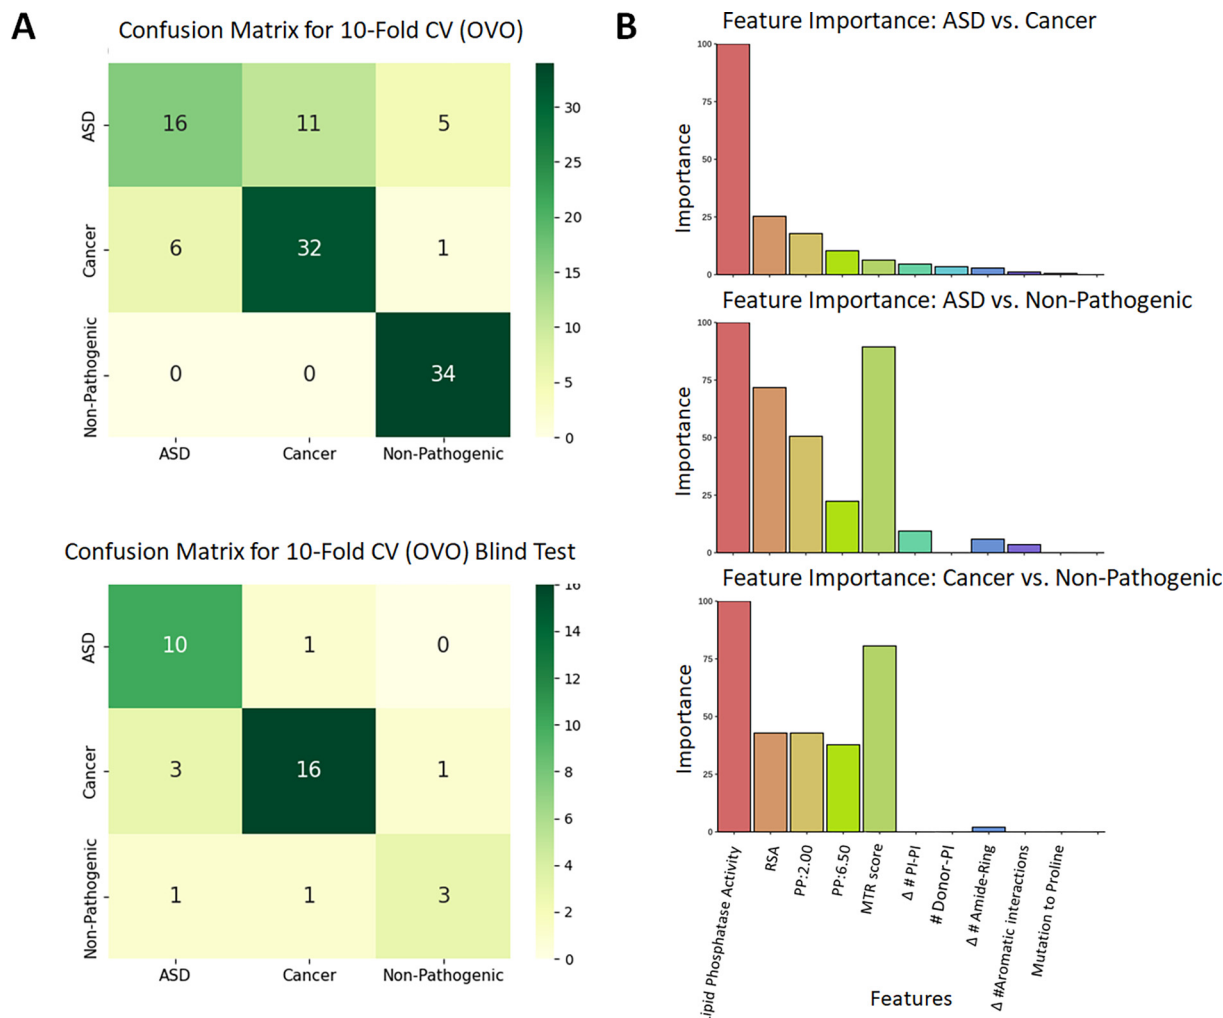 A
Confusion Matrix for 10-Fold CV (OVO)
ASD
16
11
5
Cancer
6
32
1
Non-Pathogenic
0
0
34
ASD
Cancer
Non-Pathogenic
30
25
20
15
10
5
0
Confusion Matrix for 10-Fold CV (OVO) Blind Test
ASD
10
1
0
Cancer
3
16
1
Non-Pathogenic
1
1
3
ASD
Cancer
Non-Pathogenic
16
14
12
10
8
6
4
2
0
B
Feature Importance: ASD vs. Cancer
Importance
100
75
50
25
0
Feature Importance: ASD vs. Non-Pathogenic
Importance
100
75
50
25
0
Feature Importance: Cancer vs. Non-Pathogenic
Importance
100
75
50
25
0
ipid Phosphatase Activity
RSA
PP:2.00
PP:6.50
MTR score
Δ # PI-PI
# Donor-PI
Δ # Amide-Ring
Δ #Aromatic interactions
Mutation to Proline
Features